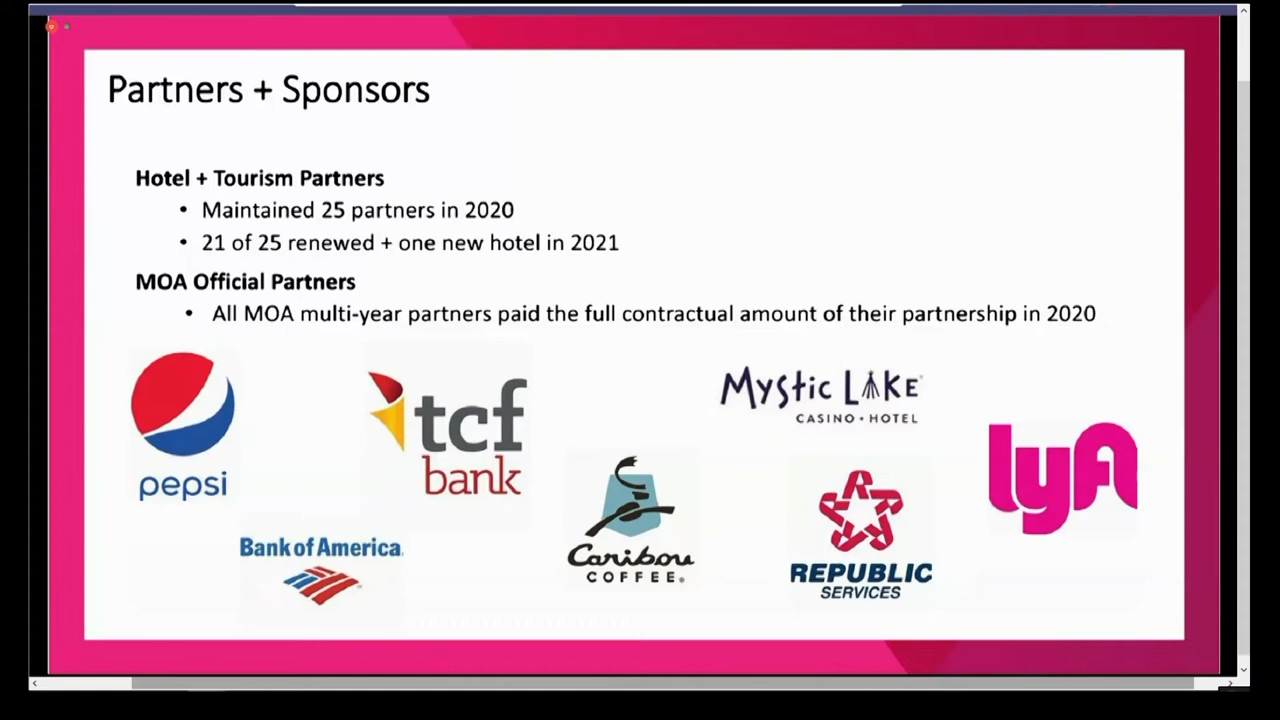 Partners + Sponsors
Hotel + Tourism Partners
• Maintained 25 partners in 2020
• 21 of 25 renewed + one new hotel in 2021
MOA Official Partners
• All MOA multi-year partners paid the full contractual amount of their partnership in 2020
pepsi
tcf
bank
Mystic Lake
CASINO • HOTEL
lyft
Bank of America
Caribou
COFFEE
REPUBLIC
SERVICES